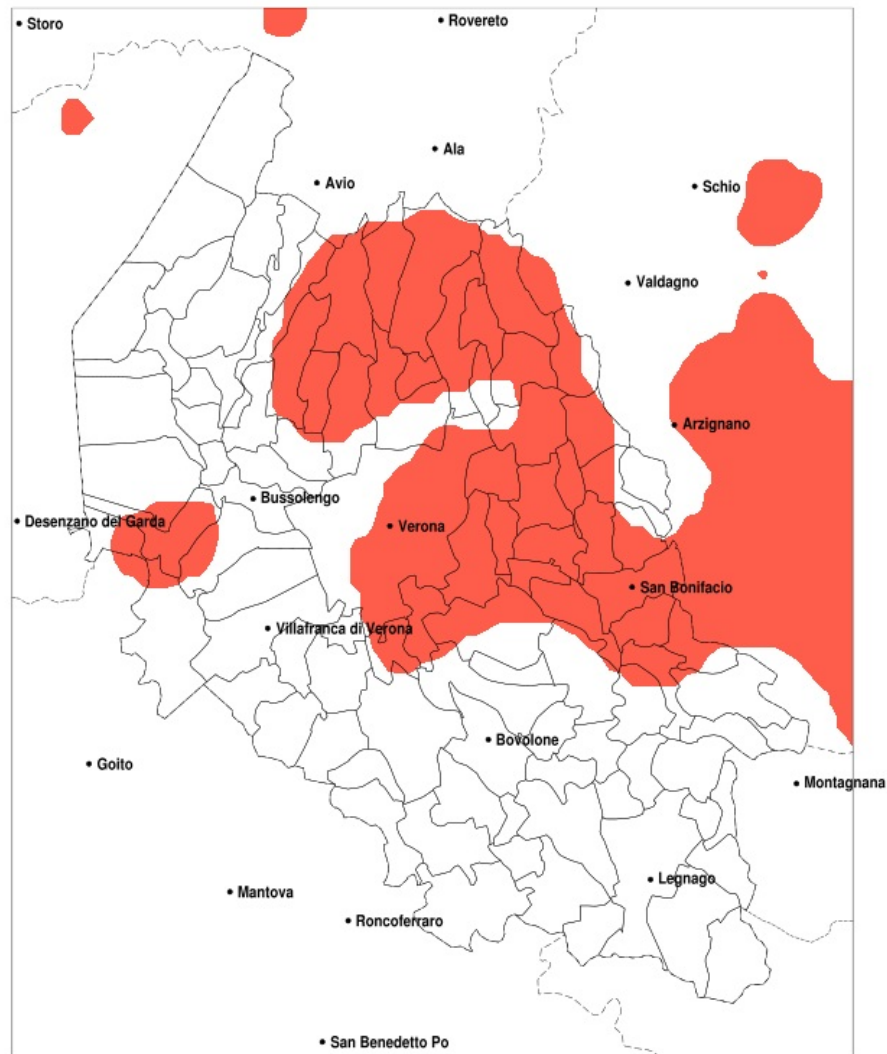 Storo
Rovereto
Ala
Avio
Schio
Valdagno
Arzignano
Bussolengo
Desenzano del Garda
Verona
San Bonifacio
Villafranca di Verona
Bovolone
Goito
Montagnana
Legnago
Mantova
Roncoferraro
San Benedetto Po